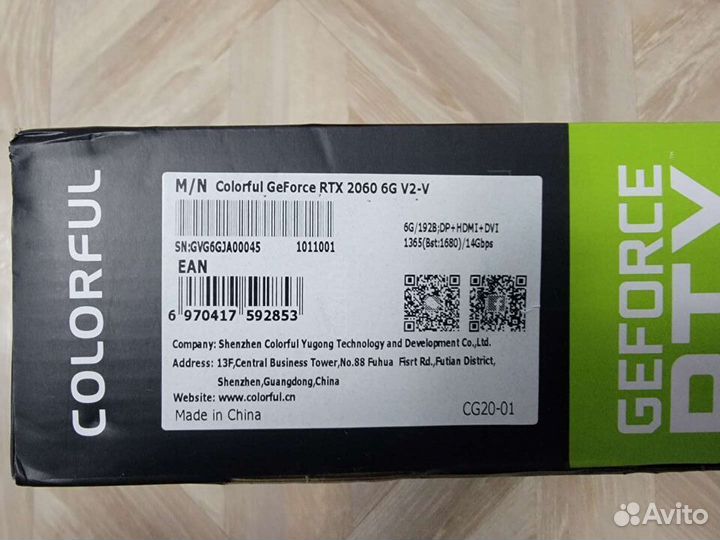 COLORFUL
M/N Colorful GeForce RTX 2060 6G V2-V
6G/192B;DP+HDMI+DVI
1365(Bst:1680)/14Gbps
SN:GVG6GJA00045 1011001
EAN
6 970417 592853
Company: Shenzhen Colorful Yugong Technology and Development Co.,Ltd.
Address: 13F,Central Business Tower,No.88 Fuhua Fisrt Rd.,Futian District,
Shenzhen,Guangdong,China
Website: www.colorful.cn
Made in China
CG20-01
GEFORCE
RTX
™
Avito